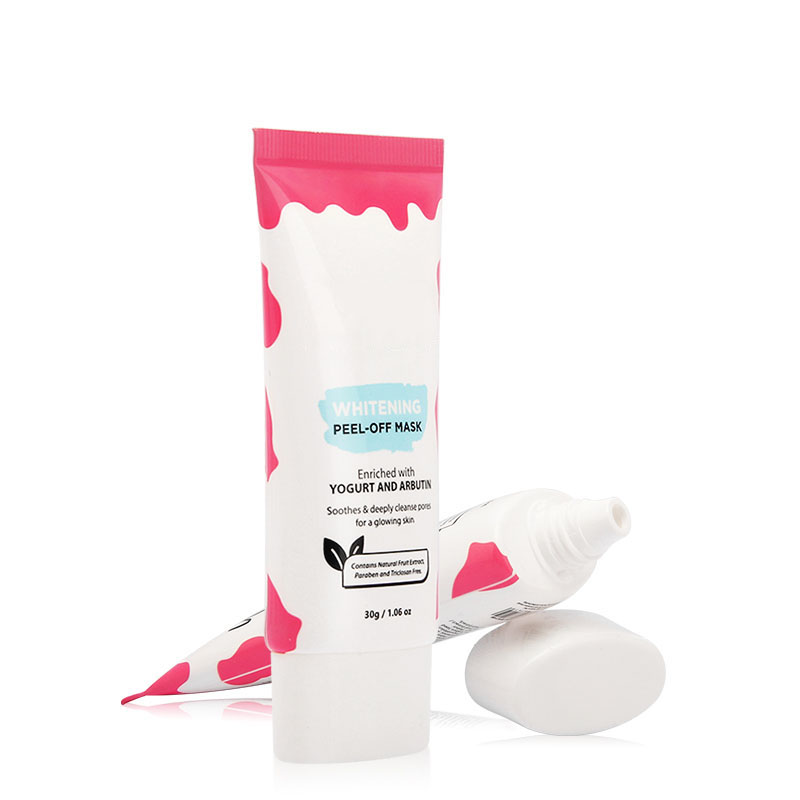 WHITENING
PEEL-OFF MASK
Enriched with
YOGURT AND ARBUTIN
Soothes & deeply cleanse pores
for a glowing skin
Contains Natural Fruit Extract,
Paraben and Triclosan Free.
30g / 1.06 oz